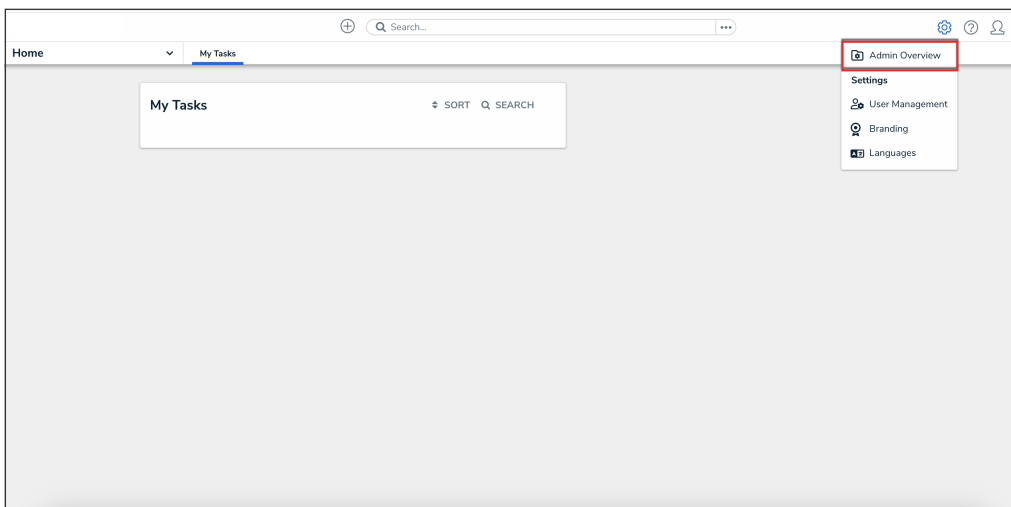 Search...
Home
My Tasks
Admin Overview
Settings
User Management
Branding
Languages
My Tasks
SORT
SEARCH